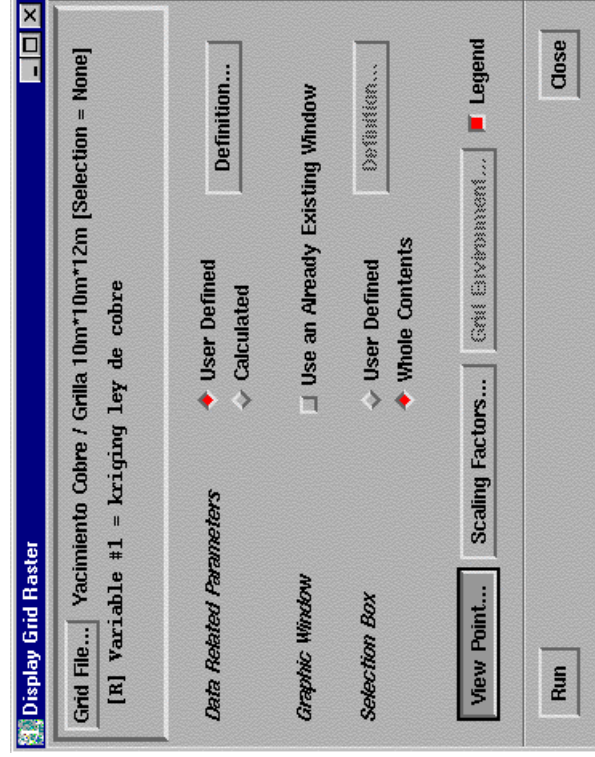 Display Grid Raster
Grid File... Yacimiento Cobre / Grilla 10m*10m*12m [Selection = None]
[R] Variable #1 = kriging ley de cobre
Data Related Parameters User Defined Definition...
Calculated
Graphic Window Use an Already Existing Window
Selection Box User Defined Definition...
Whole Contents
View Point... Scaling Factors... Grid Environment... Legend
Run Close